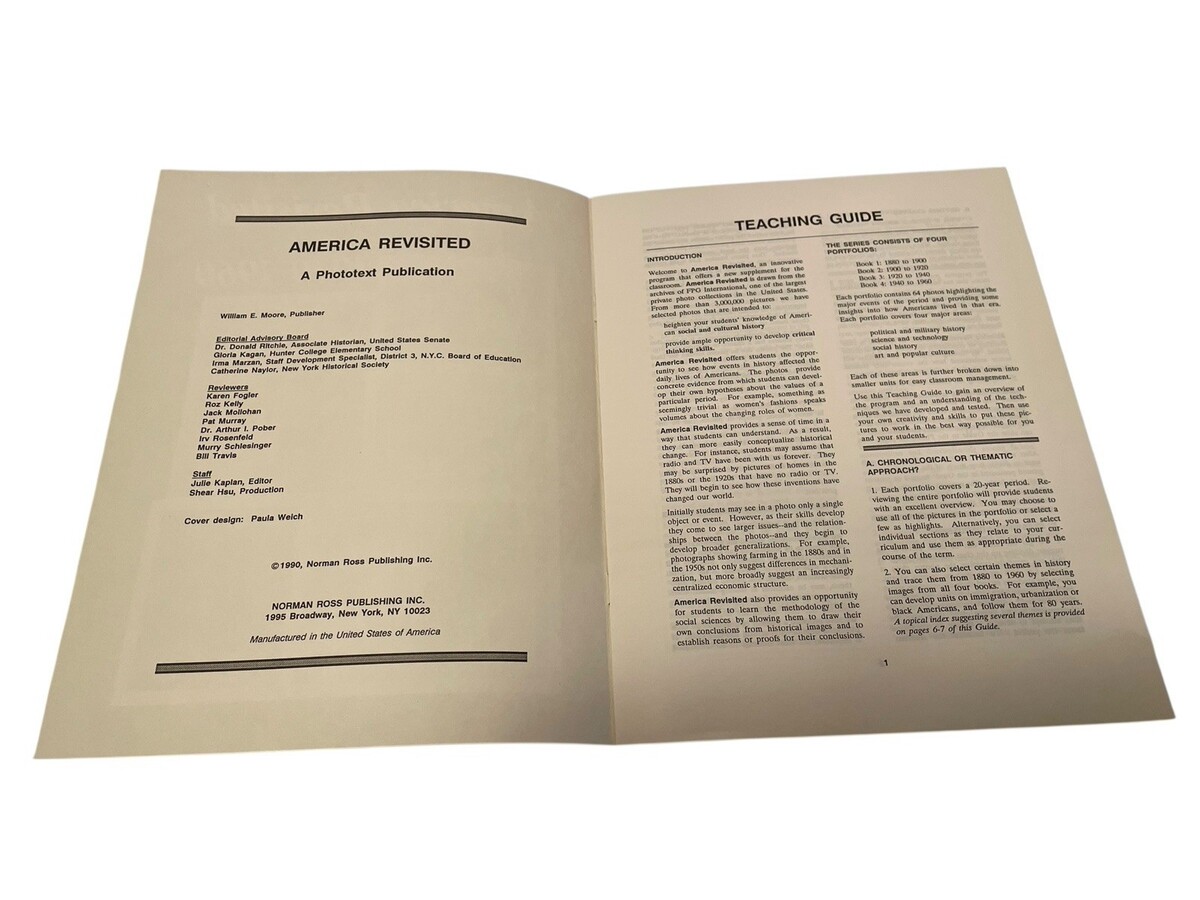 AMERICA REVISITED
A Phototext Publication
William E. Moore, Publisher
Editorial Advisory Board
Dr. Donald Ritchie, Associate Historian, United States Senate
Gloria Kagan, Hunter College Elementary School
Irma Marzan, Staff Development Specialist, District 3, N.Y.C. Board of Education
Catherine Naylor, New York Historical Society
Reviewers
Karen Fogler
Roz Kelly
Jack Mollohan
Pat Murray
Dr. Arthur I. Pober
Irv Rosenfeld
Murry Schlesinger
Bill Travis
Staff
Julie Kaplan, Editor
Shear Hsu, Production
Cover design: Paula Welch
©1990, Norman Ross Publishing Inc.
NORMAN ROSS PUBLISHING INC.
1995 Broadway, New York, NY 10023
Manufactured in the United States of America
TEACHING GUIDE
INTRODUCTION
Welcome to America Revisited, an innovative
program that offers a new supplement for the
classroom. America Revisited is drawn from the
archives of FPG International, one of the largest
private photo collections in the United States.
From more than 3,000,000 pictures we have
selected photos that are intended to:
heighten your students' knowledge of Ameri-
can social and cultural history
provide ample opportunity to develop critical
thinking skills.
America Revisited offers students the oppor-
tunity to see how events in history affected the
daily lives of Americans. The photos provide
concrete evidence from which students can devel-
op their own hypotheses about the values of a
particular period. For example, something as
seemingly trivial as women's fashions speaks
volumes about the changing roles of women.
America Revisited provides a sense of time in a
way that students can understand. As a result,
they can more easily conceptualize historical
change. For instance, students may assume that
radio and TV have been with us forever. They
may be surprised by pictures of homes in the
1880s or the 1920s that have no radio or TV.
They will begin to see how these inventions have
changed our world.
Initially students may see in a photo only a single
object or event. However, as their skills develop
they come to see larger issues--and the relation-
ships between the photos--and they begin to
develop broader generalizations. For example,
photographs showing farming in the 1880s and in
the 1950s not only suggest differences in mechani-
zation, but more broadly suggest an increasingly
centralized economic structure.
America Revisited also provides an opportunity
for students to learn the methodology of the
social sciences by allowing them to draw their
own conclusions from historical images and to
establish reasons or proofs for their conclusions.
THE SERIES CONSISTS OF FOUR
PORTFOLIOS:
Book 1: 1880 to 1900
Book 2: 1900 to 1920
Book 3: 1920 to 1940
Book 4: 1940 to 1960
Each portfolio contains 64 photos highlighting the
major events of the period and providing some
insights into how Americans lived in that era.
Each portfolio covers four major areas:
political and military history
science and technology
social history
art and popular culture
Each of these areas is further broken down into
smaller units for easy classroom management.
Use this Teaching Guide to gain an overview of
the program and an understanding of the tech-
niques we have developed and tested. Then use
your own creativity and skills to put these pic-
tures to work in the best way possible for you
and your students.
A. CHRONOLOGICAL OR THEMATIC
APPROACH?
1. Each portfolio covers a 20-year period. Re-
viewing the entire portfolio will provide students
with an excellent overview. You may choose to
use all of the pictures in the portfolio or select a
few as highlights. Alternatively, you can select
individual sections as they relate to your cur-
riculum and use them as appropriate during the
course of the term.
2. You can also select certain themes in history
and trace them from 1880 to 1960 by selecting
images from all four books. For example, you
can develop units on immigration, urbanization or
black Americans, and follow them for 80 years.
A topical index suggesting several themes is provided
on pages 6-7 of this Guide.
1